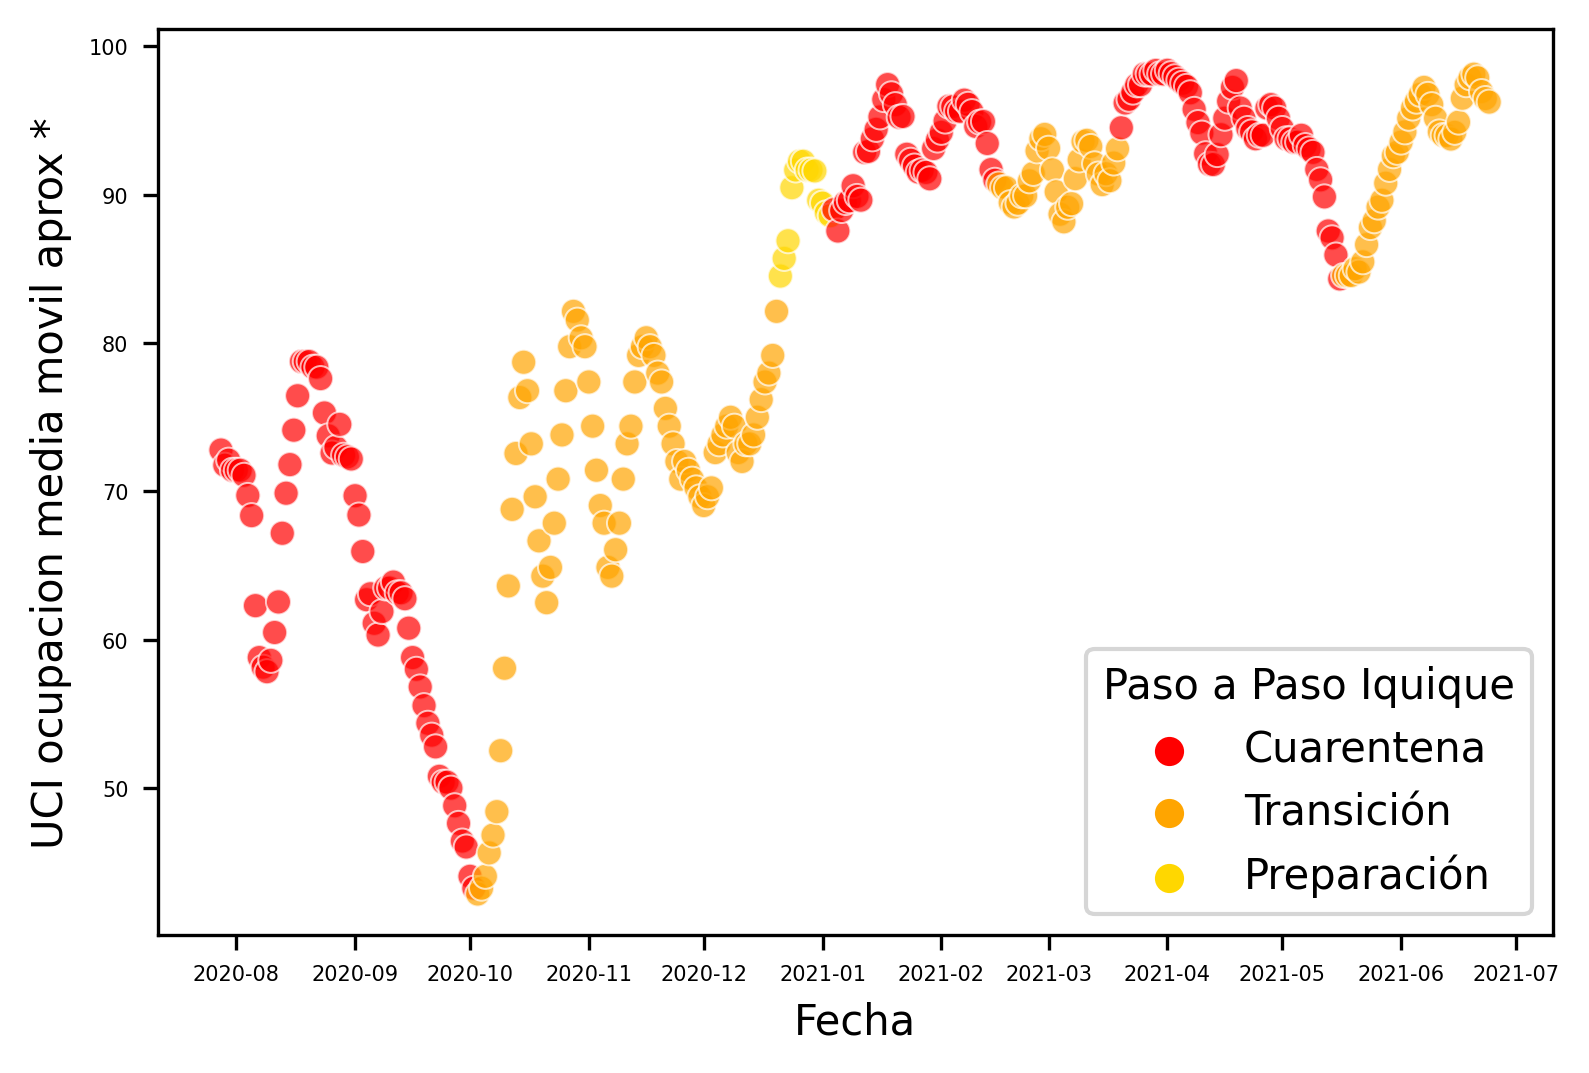 UCI ocupacion media movil aprox *
100
90
80
70
60
50
Paso a Paso Iquique
Cuarentena
Transición
Preparación
2020-08 2020-09 2020-10 2020-11 2020-12 2021-01 2021-02 2021-03 2021-04 2021-05 2021-06 2021-07
Fecha